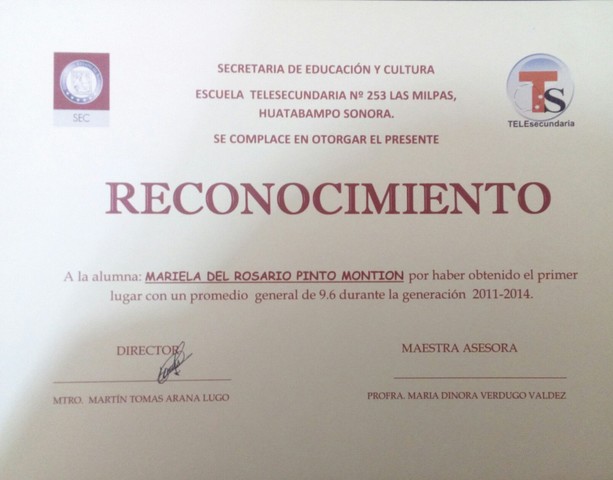 SECRETARIA DE EDUCACIÓN Y CULTURA
ESCUELA TELESECUNDARIA Nº 253 LAS MILPAS,
HUATABAMPO SONORA.
SE COMPLACE EN OTORGAR EL PRESENTE
SEC
TS
TELEsecundaria
RECONOCIMIENTO
A la alumna: MARIELA DEL ROSARIO PINTO MONTION por haber obtenido el primer
lugar con un promedio general de 9.6 durante la generación 2011-2014.
DIRECTOR
MAESTRA ASESORA
MTRO. MARTÍN TOMAS ARANA LUGO
PROFRA. MARIA DINORA VERDUGO VALDEZ